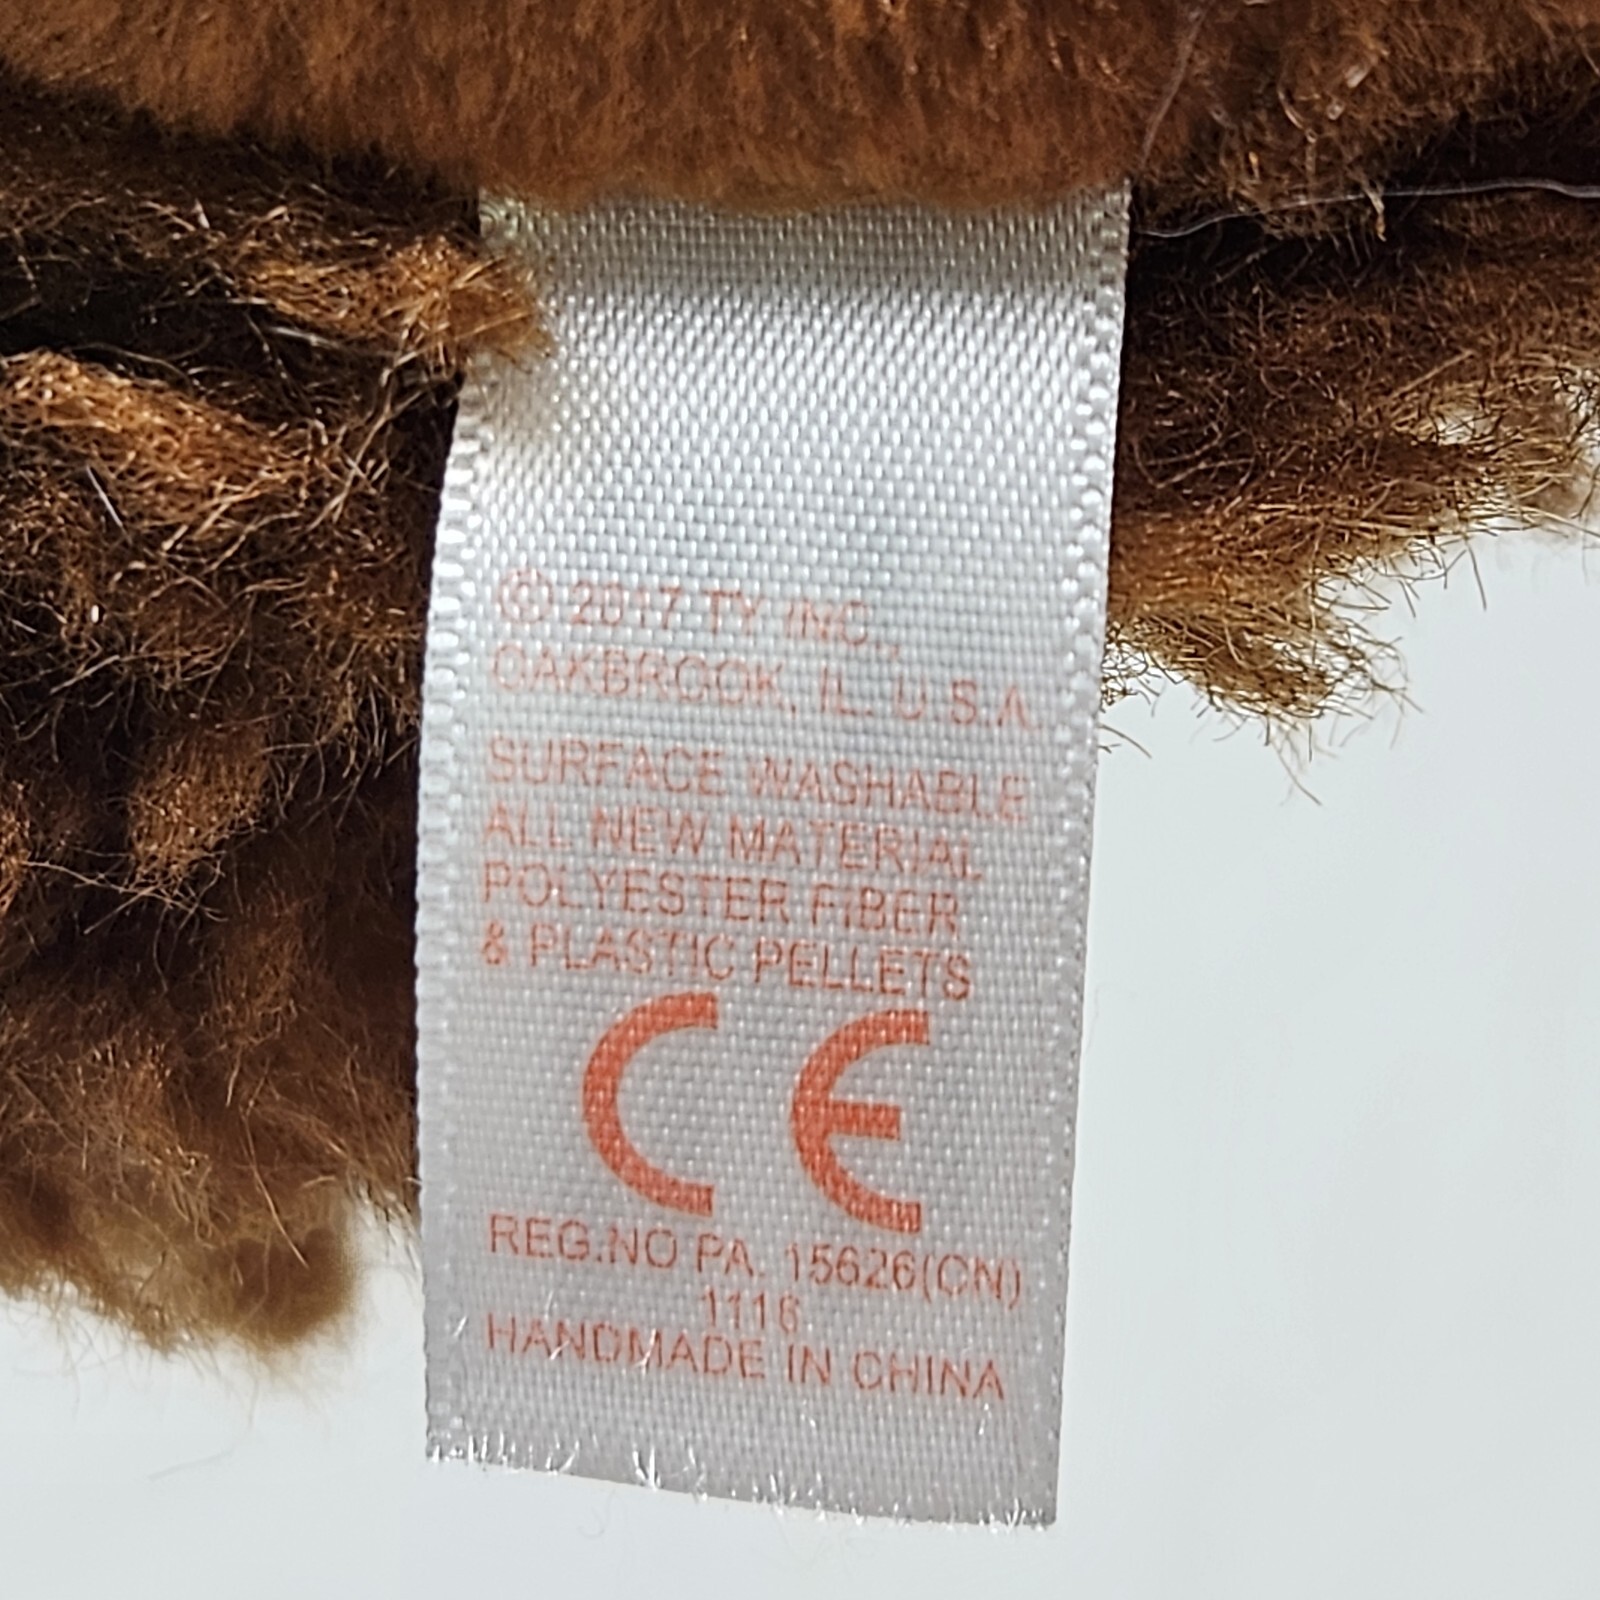 © 2017 TY INC.,
OAKBROOK, IL. U.S.A.
SURFACE WASHABLE
ALL NEW MATERIAL
POLYESTER FIBER
& PLASTIC PELLETS
CE
REG.NO PA. 15626(CN)
1116
HANDMADE IN CHINA